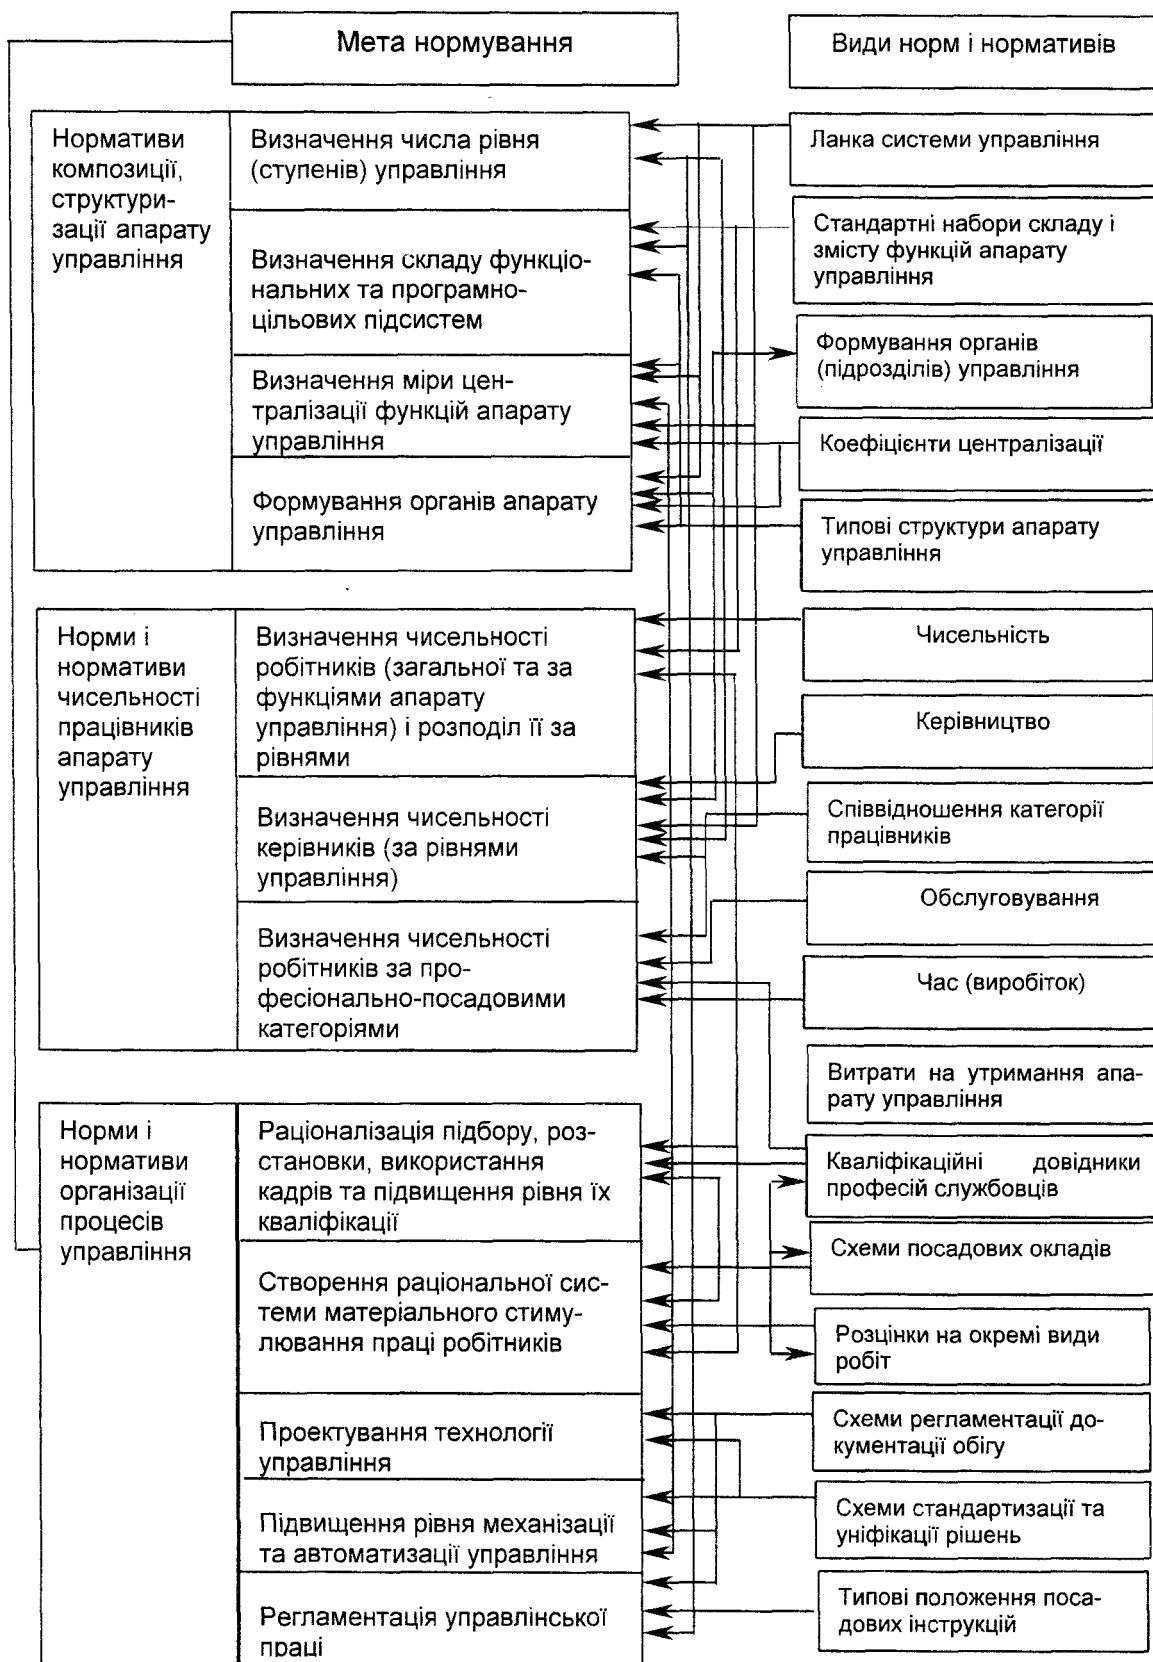 Мета нормування
Види норм і нормативів
Нормативи
композиції,
структури-
зації апарату
управління
Визначення числа рівня
(ступенів) управління
Визначення складу функціо-
нальних та програмно-
цільових підсистем
Визначення міри цен-
тралізації функцій апарату
управління
Формування органів апарату
управління
Ланка системи управління
Стандартні набори складу і
змісту функцій апарату
управління
Формування органів
(підрозділів) управління
Коефіцієнти централізації
Типові структури апарату
управління
Норми і
нормативи
чисельності
працівників
апарату
управління
Визначення чисельності
робітників (загальної та за
функціями апарату
управління) і розподіл її за
рівнями
Визначення чисельності
керівників (за рівнями
управління)
Визначення чисельності
робітників за про-
фесіонально-посадовими
категоріями
Чисельність
Керівництво
Співвідношення категорії
працівників
Обслуговування
Час (виробіток)
Витрати на утримання апа-
рату управління
Норми і
нормативи
організації
процесів
управління
Раціоналізація підбору, роз-
становки, використання
кадрів та підвищення рівня їх
кваліфікації
Створення раціональної сис-
теми матеріального стиму-
лювання праці робітників
Проектування технології
управління
Підвищення рівня механізації
та автоматизації управління
Регламентація управлінської
праці
Кваліфікаційні довідники
професій службовців
Схеми посадових окладів
Розцінки на окремі види
робіт
Схеми регламентації до-
кументації обігу
Схеми стандартизації та
уніфікації рішень
Типові положення поса-
дових інструкцій